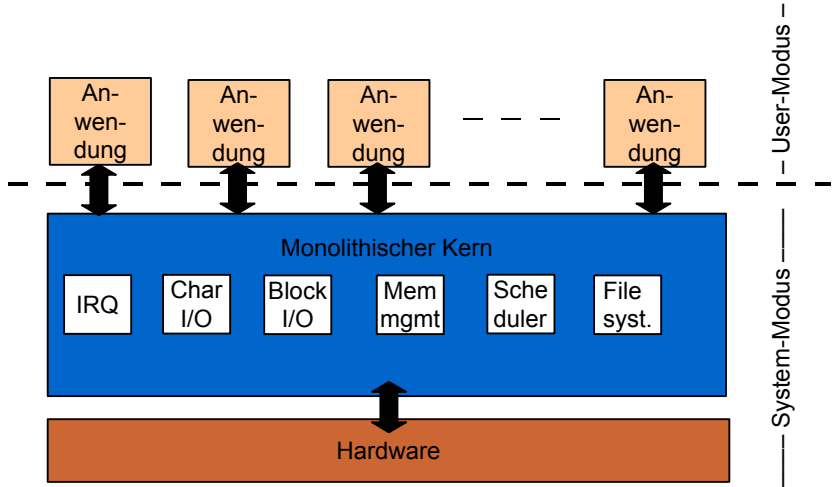 An-
wen-
dung
An-
wen-
dung
An-
wen-
dung
An-
wen-
dung
User-Modus
Monolithischer Kern
IRQ
Char
I/O
Block
I/O
Mem
mgmt
Sche
duler
File
syst.
System-Modus
Hardware